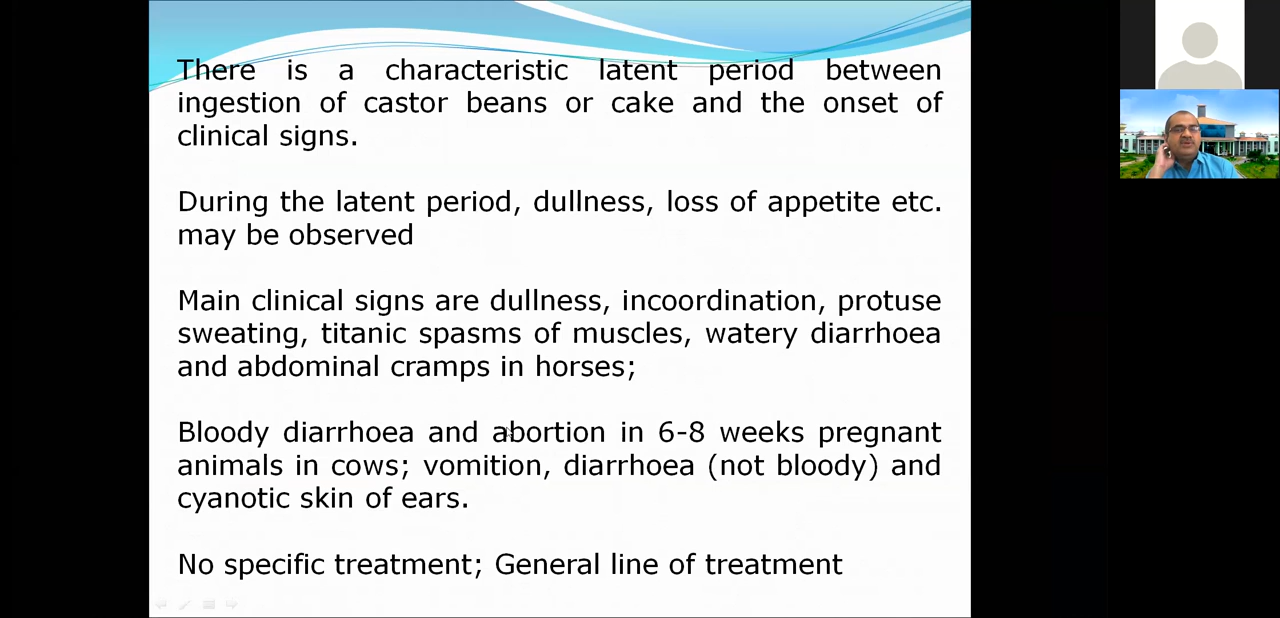 There is a characteristic latent period between
ingestion of castor beans or cake and the onset of
clinical signs.
During the latent period, dullness, loss of appetite etc.
may be observed
Main clinical signs are dullness, incoordination, protuse
sweating, titanic spasms of muscles, watery diarrhoea
and abdominal cramps in horses;
Bloody diarrhoea and abortion in 6-8 weeks pregnant
animals in cows; vomition, diarrhoea (not bloody) and
cyanotic skin of ears.
No specific treatment; General line of treatment